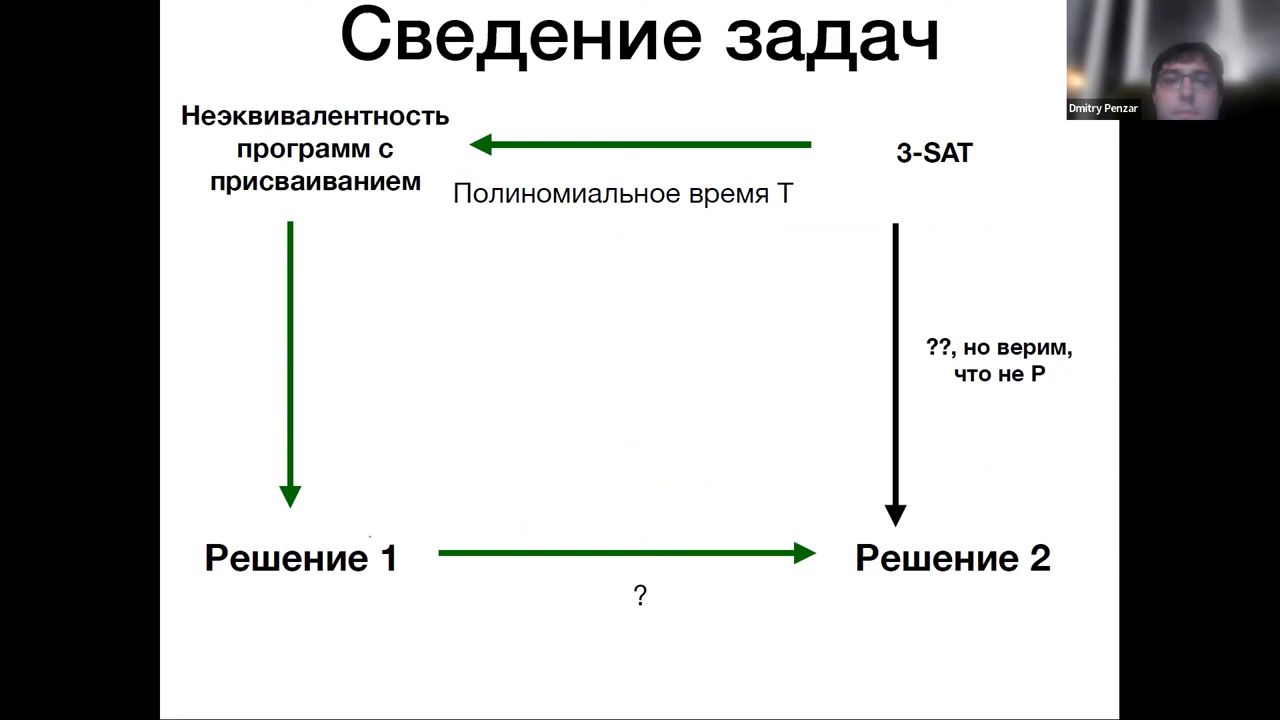 Сведение задач
Dmitry Penzar
Неэквивалентность
программ с
присваиванием
3-SAT
Полиномиальное время T
??, но верим,
что не P
Решение 1
Решение 2
?